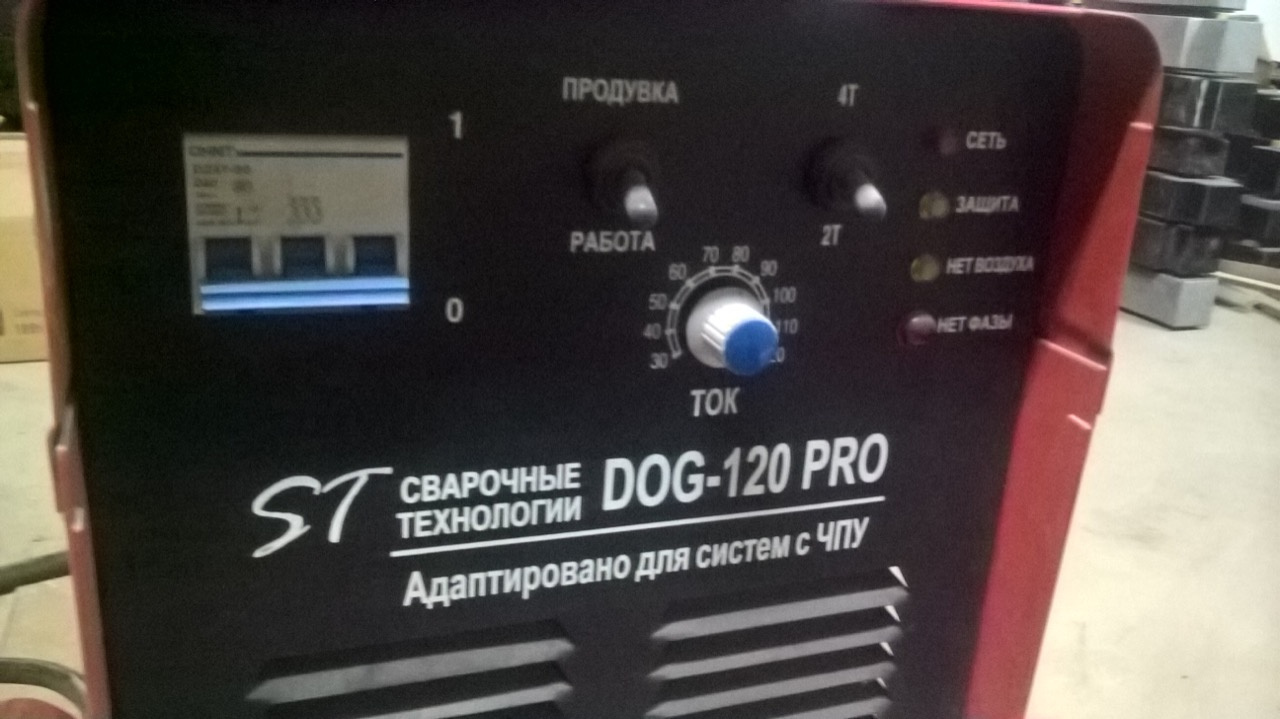 ПРОДУВКА
4Т
1
СЕТЬ
ЗАЩИТА
РАБОТА
2Т
НЕТ ВОЗДУХА
30 40 50 60 70 80 90 100 110
0
НЕТ ФАЗЫ
ТОК
ST СВАРОЧНЫЕ ТЕХНОЛОГИИ DOG-120 PRO
Адаптировано для систем с ЧПУ